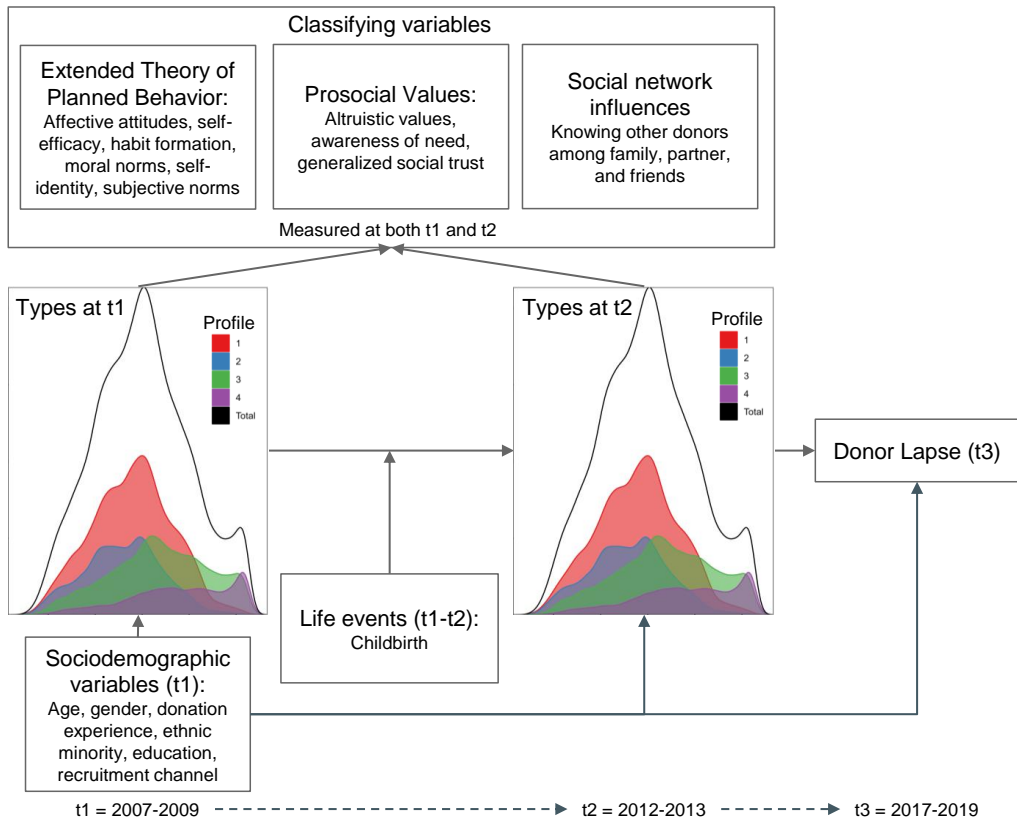 Classifying variables
Extended Theory of
Planned Behavior:
Affective attitudes, self-
efficacy, habit formation,
moral norms, self-
identity, subjective norms
Prosocial Values:
Altruistic values,
awareness of need,
generalized social trust
Social network
influences
Knowing other donors
among family, partner,
and friends
Measured at both t1 and t2
Types at t1
Profile
1
2
3
4
Total
Types at t2
Profile
1
2
3
4
Total
Donor Lapse (t3)
Life events (t1-t2):
Childbirth
Sociodemographic
variables (t1):
Age, gender, donation
experience, ethnic
minority, education,
recruitment channel
t1 = 2007-2009
t2 = 2012-2013
t3 = 2017-2019